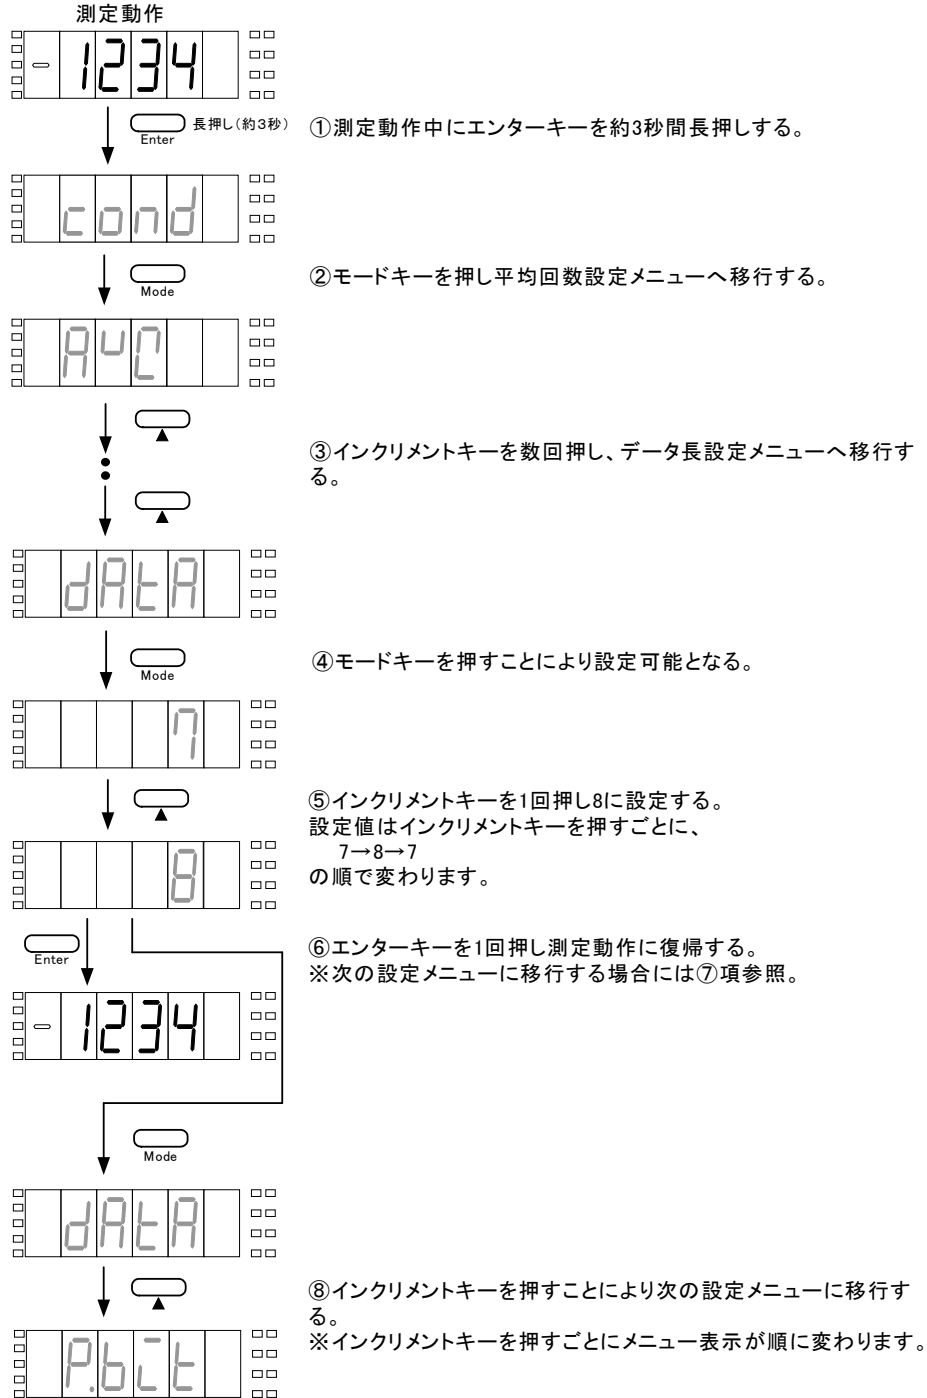 測定動作
- 1234
長押し(約3秒)
Enter
①測定動作中にエンターキーを約3秒間長押しする。
cond
Mode
②モードキーを押し平均回数設定メニューへ移行する。
③インクリメントキーを数回押し、データ長設定メニューへ移行す
る。
dAtA
Mode
④モードキーを押すことにより設定可能となる。
7
⑤インクリメントキーを1回押し8に設定する。
設定値はインクリメントキーを押すごとに、
7→8→7
の順で変わります。
8
Enter
⑥エンターキーを1回押し測定動作に復帰する。
※次の設定メニューに移行する場合には⑦項参照。
- 1234
Mode
dAtA
⑧インクリメントキーを押すことにより次の設定メニューに移行す
る。
※インクリメントキーを押すごとにメニュー表示が順に変わります。
P.bit